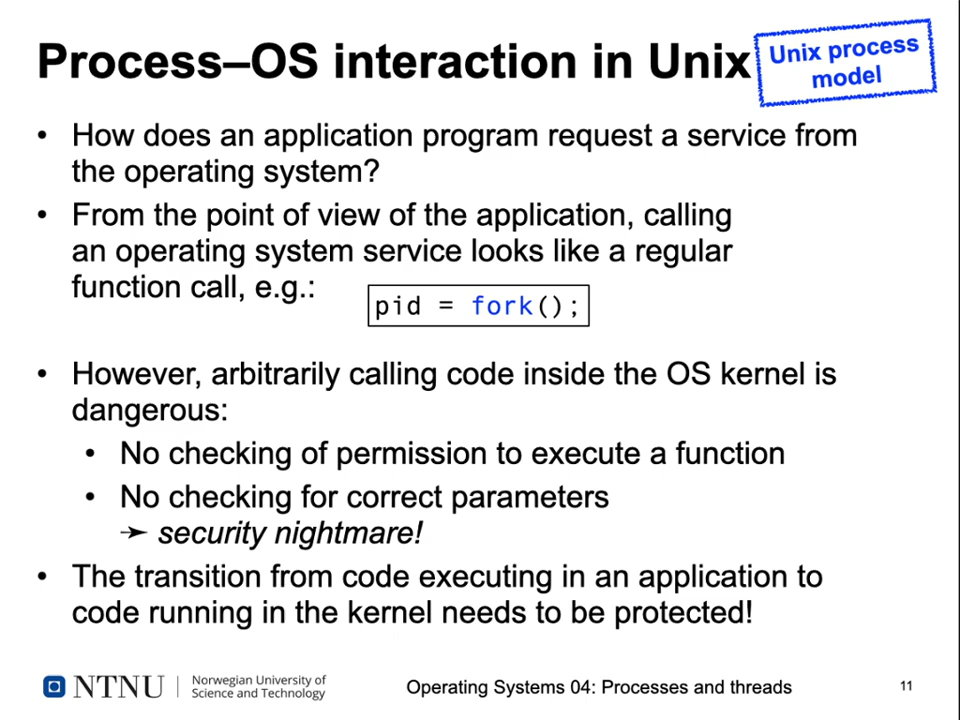 Process–OS interaction in Unix
Unix process
model
• How does an application program request a service from
the operating system?
• From the point of view of the application, calling
an operating system service looks like a regular
function call, e.g.:
pid = fork();
• However, arbitrarily calling code inside the OS kernel is
dangerous:
• No checking of permission to execute a function
• No checking for correct parameters
➛ security nightmare!
• The transition from code executing in an application to
code running in the kernel needs to be protected!
NTNU
Norwegian University of
Science and Technology
Operating Systems 04: Processes and threads
11